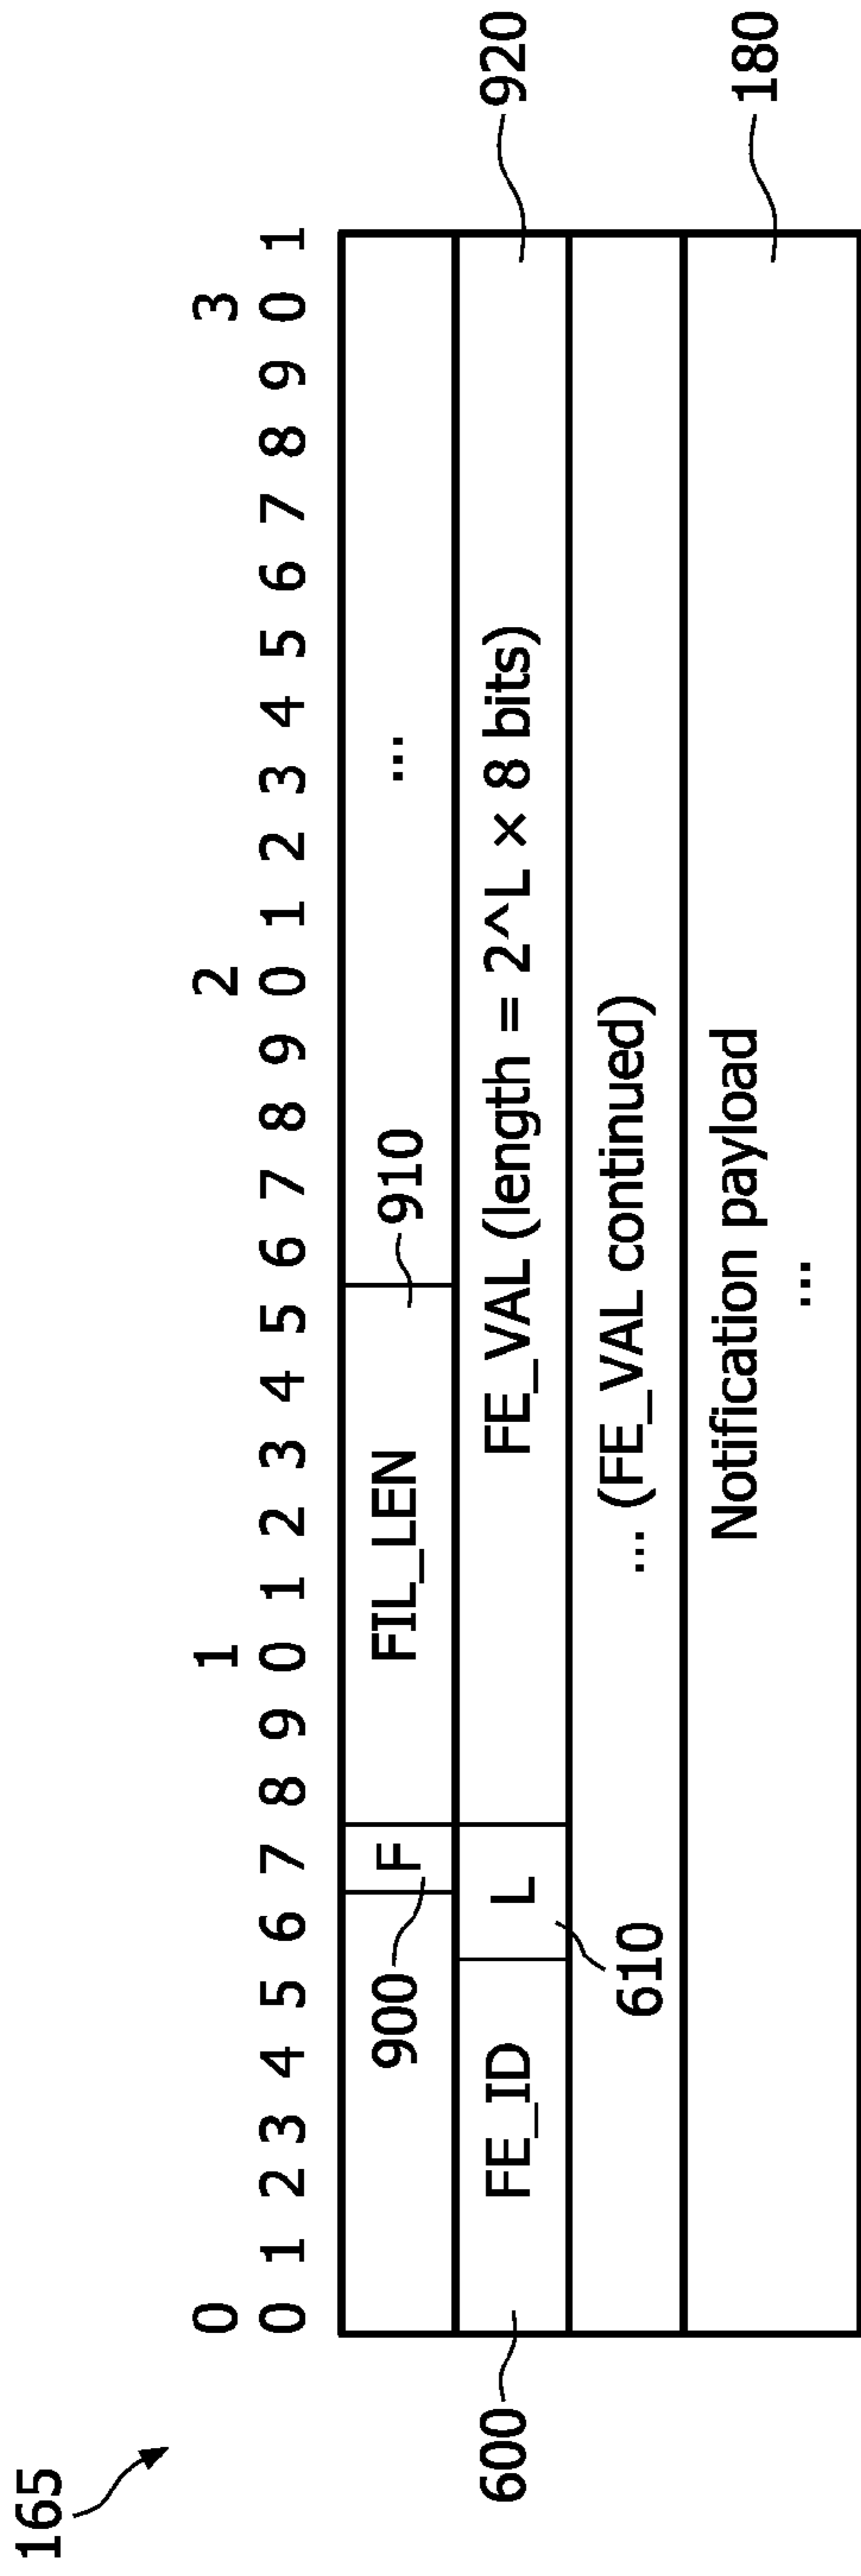 165
0 1 2 3
0 1 2 3 4 5 6 7 8 9 0 1 2 3 4 5 6 7 8 9 0 1 2 3 4 5 6 7 8 9 0 1
900 F FIL_LEN 910 ...
600 FE_ID L FE_VAL (length = 2^L × 8 bits) 920
610 ... (FE_VAL continued)
Notification payload 180
...